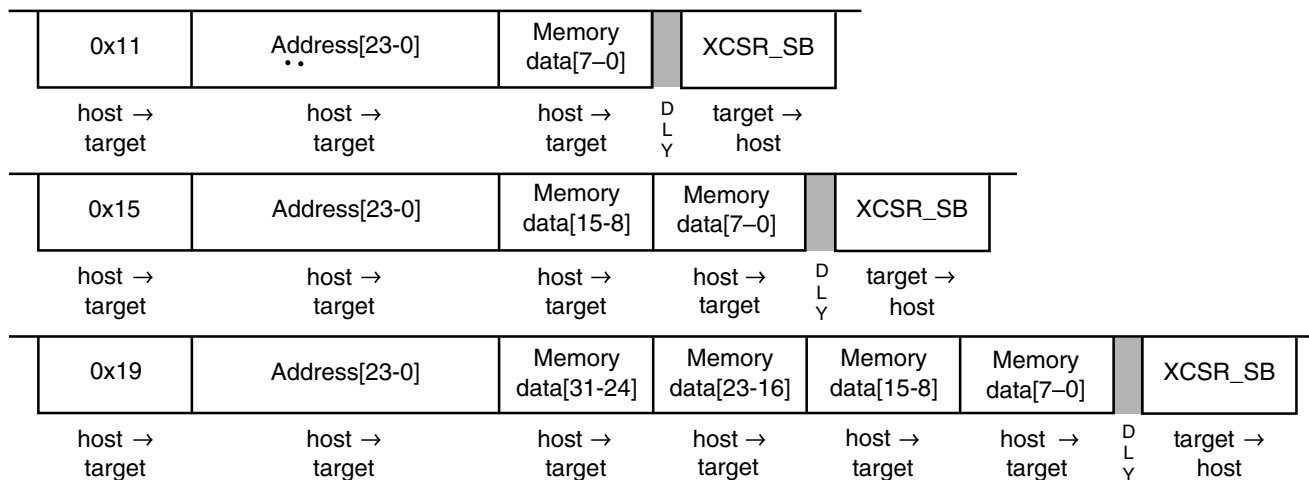 0x11 Address[23-0] Memory data[7–0] XCSR_SB
host → target host → target host → target D L Y target → host
0x15 Address[23-0] Memory data[15-8] Memory data[7–0] XCSR_SB
host → target host → target host → target host → target D L Y target → host
0x19 Address[23-0] Memory data[31-24] Memory data[23-16] Memory data[15-8] Memory data[7–0] XCSR_SB
host → target host → target host → target host → target host → target host → target D L Y target → host